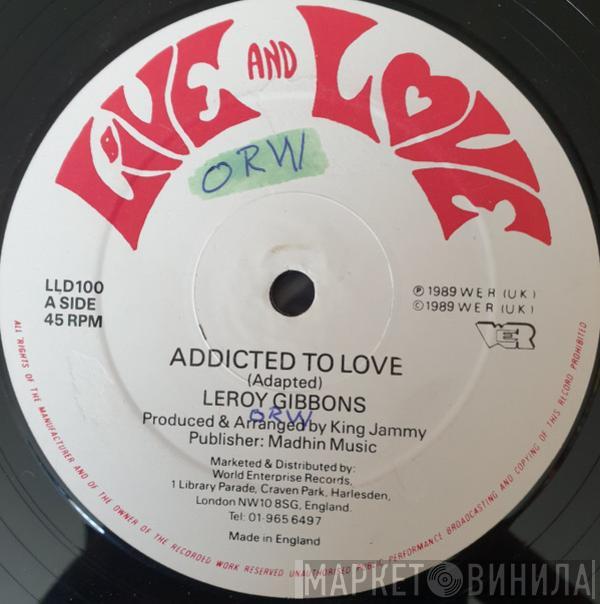 LIVE AND LOVE
ORW
LLD100
A SIDE
45 RPM
℗ 1989 W E R (U K)
© 1989 W E R (U K)
WER
ADDICTED TO LOVE
(Adapted)
LEROY GIBBONS
ORW
Produced & Arranged by King Jammy
Publisher: Madhin Music
Marketed & Distributed by:
World Enterprise Records,
1 Library Parade, Craven Park, Harlesden,
London NW10 8SG, England.
Tel: 01-965 6497
Made in England
ALL RIGHTS OF THE MANUFACTURER AND OF THE OWNER OF THE RECORDED WORK RESERVED UNAUTHORISED PUBLIC PERFORMANCE BROADCASTING AND COPYING OF THIS RECORD PROHIBITED
МАРКЕТ ВИНИЛА